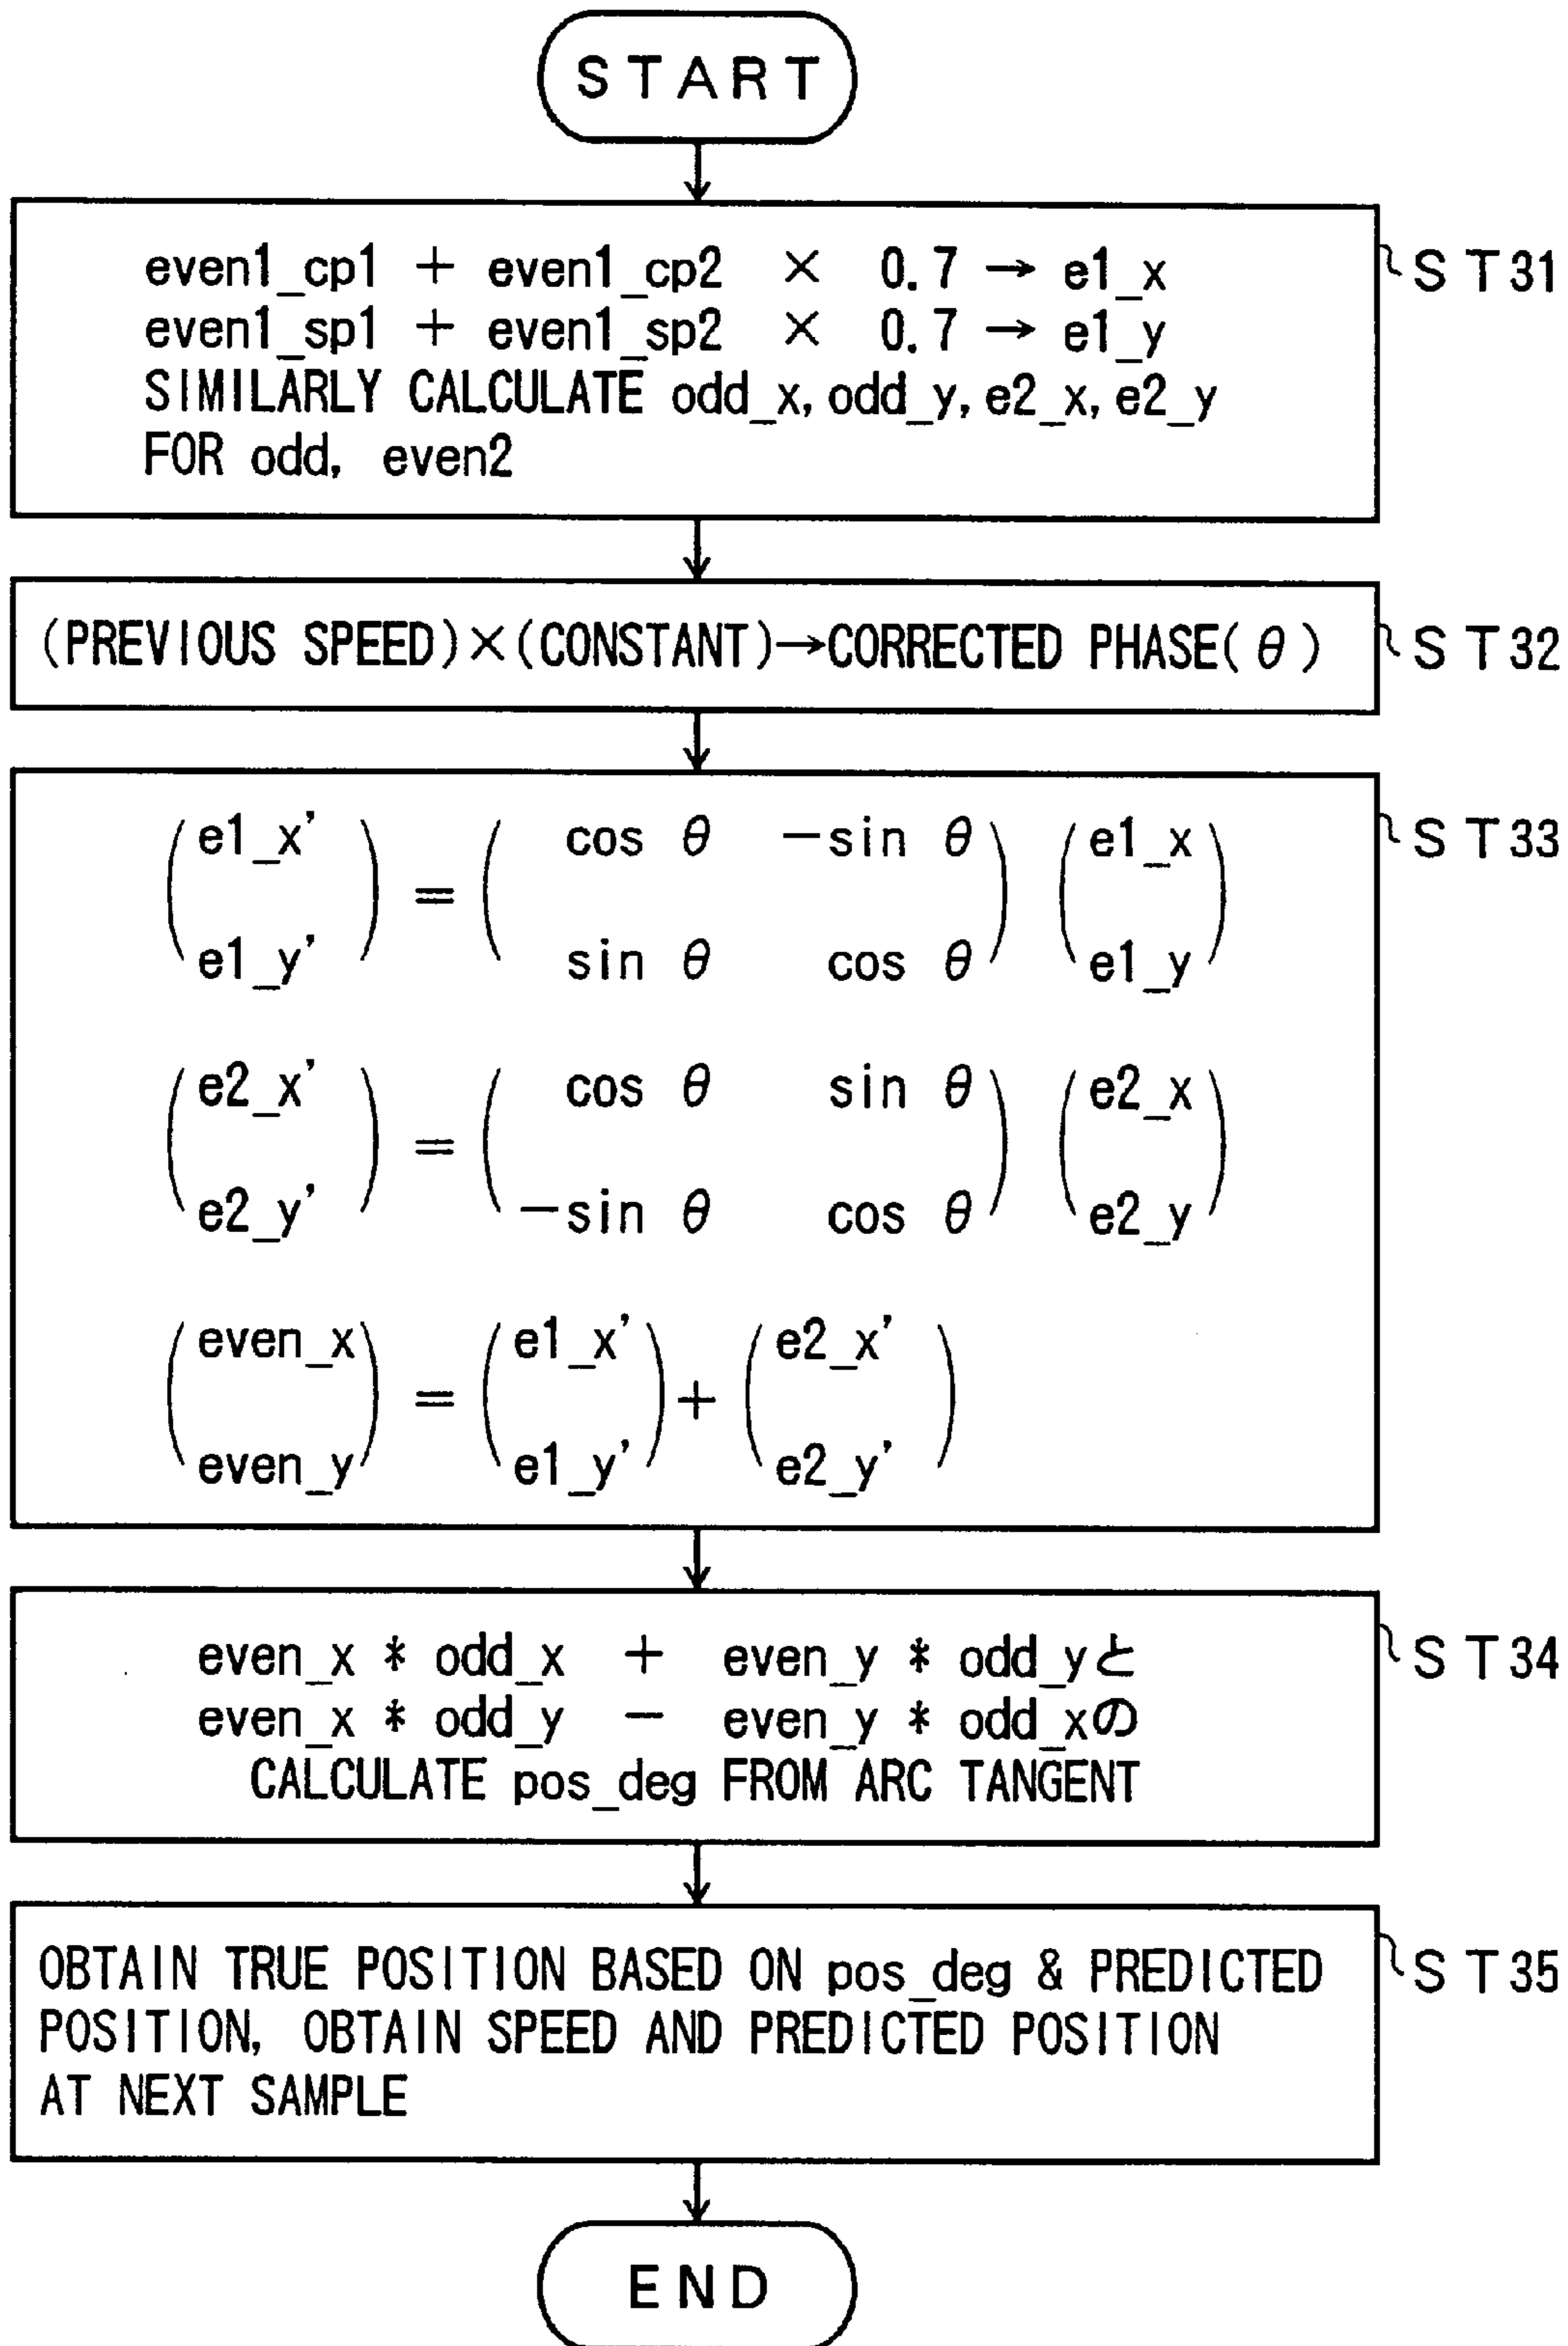 START
even1_cp1 + even1_cp2 × 0.7 → e1_x
even1_sp1 + even1_sp2 × 0.7 → e1_y
SIMILARLY CALCULATE odd_x, odd_y, e2_x, e2_y
FOR odd, even2
ST31
(PREVIOUS SPEED)×(CONSTANT)→CORRECTED PHASE(θ)
ST32
e1_x' cos θ −sin θ e1_x
=
e1_y' sin θ cos θ e1_y
ST33
e2_x' cos θ sin θ e2_x
=
e2_y' −sin θ cos θ e2_y
even_x e1_x' e2_x'
= +
even_y e1_y' e2_y'
even_x * odd_x + even_y * odd_yと
even_x * odd_y − even_y * odd_xの
CALCULATE pos_deg FROM ARC TANGENT
ST34
OBTAIN TRUE POSITION BASED ON pos_deg & PREDICTED
POSITION, OBTAIN SPEED AND PREDICTED POSITION
AT NEXT SAMPLE
ST35
END